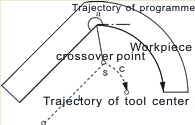 Trajectory of programme
a
Workpiece
crossover point
S
C
L
Trajectory of tool center